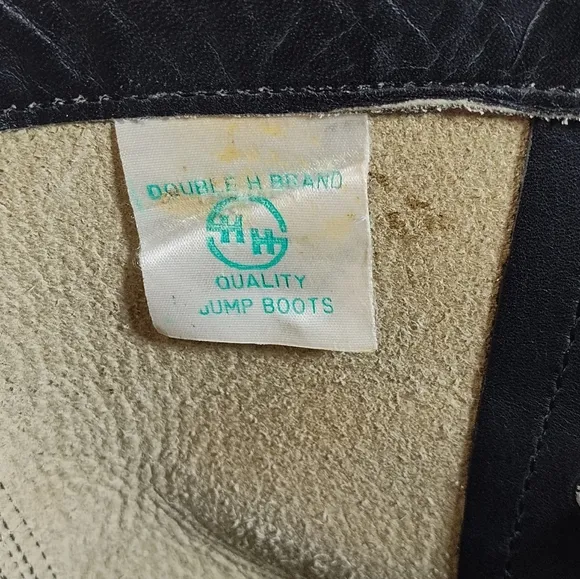 DOUBLE H BRAND
HH
QUALITY
JUMP BOOTS